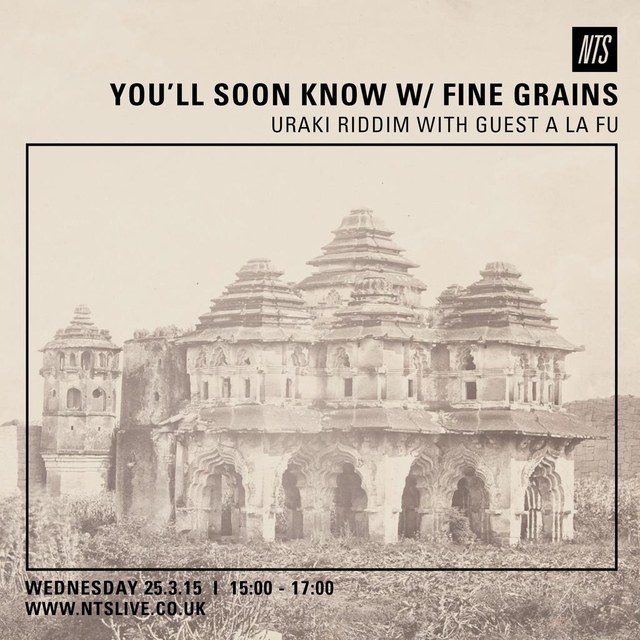 NTS
YOU'LL SOON KNOW W/ FINE GRAINS
URAKI RIDDIM WITH GUEST A LA FU
WEDNESDAY 25.3.15 | 15:00 - 17:00
WWW.NTSLIVE.CO.UK